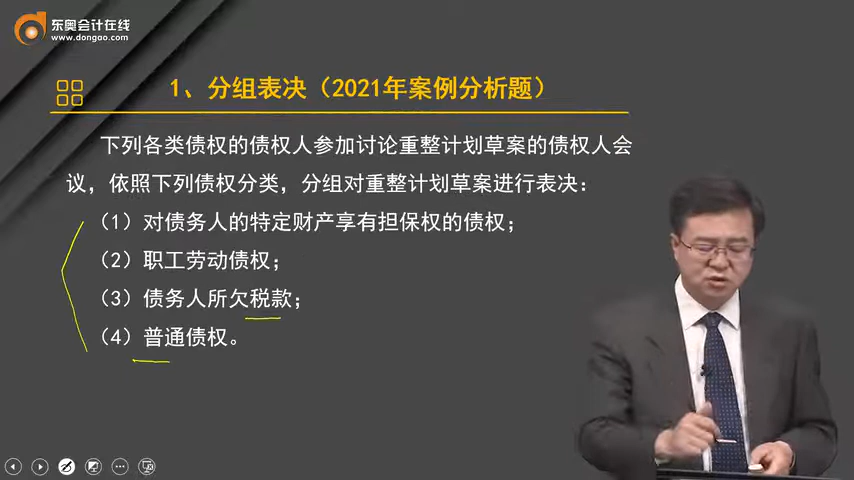 东奥会计在线
www.dongao.com
1、分组表决（2021年案例分析题）
下列各类债权的债权人参加讨论重整计划草案的债权人会
议，依照下列债权分类，分组对重整计划草案进行表决：
（1）对债务人的特定财产享有担保权的债权；
（2）职工劳动债权；
（3）债务人所欠税款；
（4）普通债权。